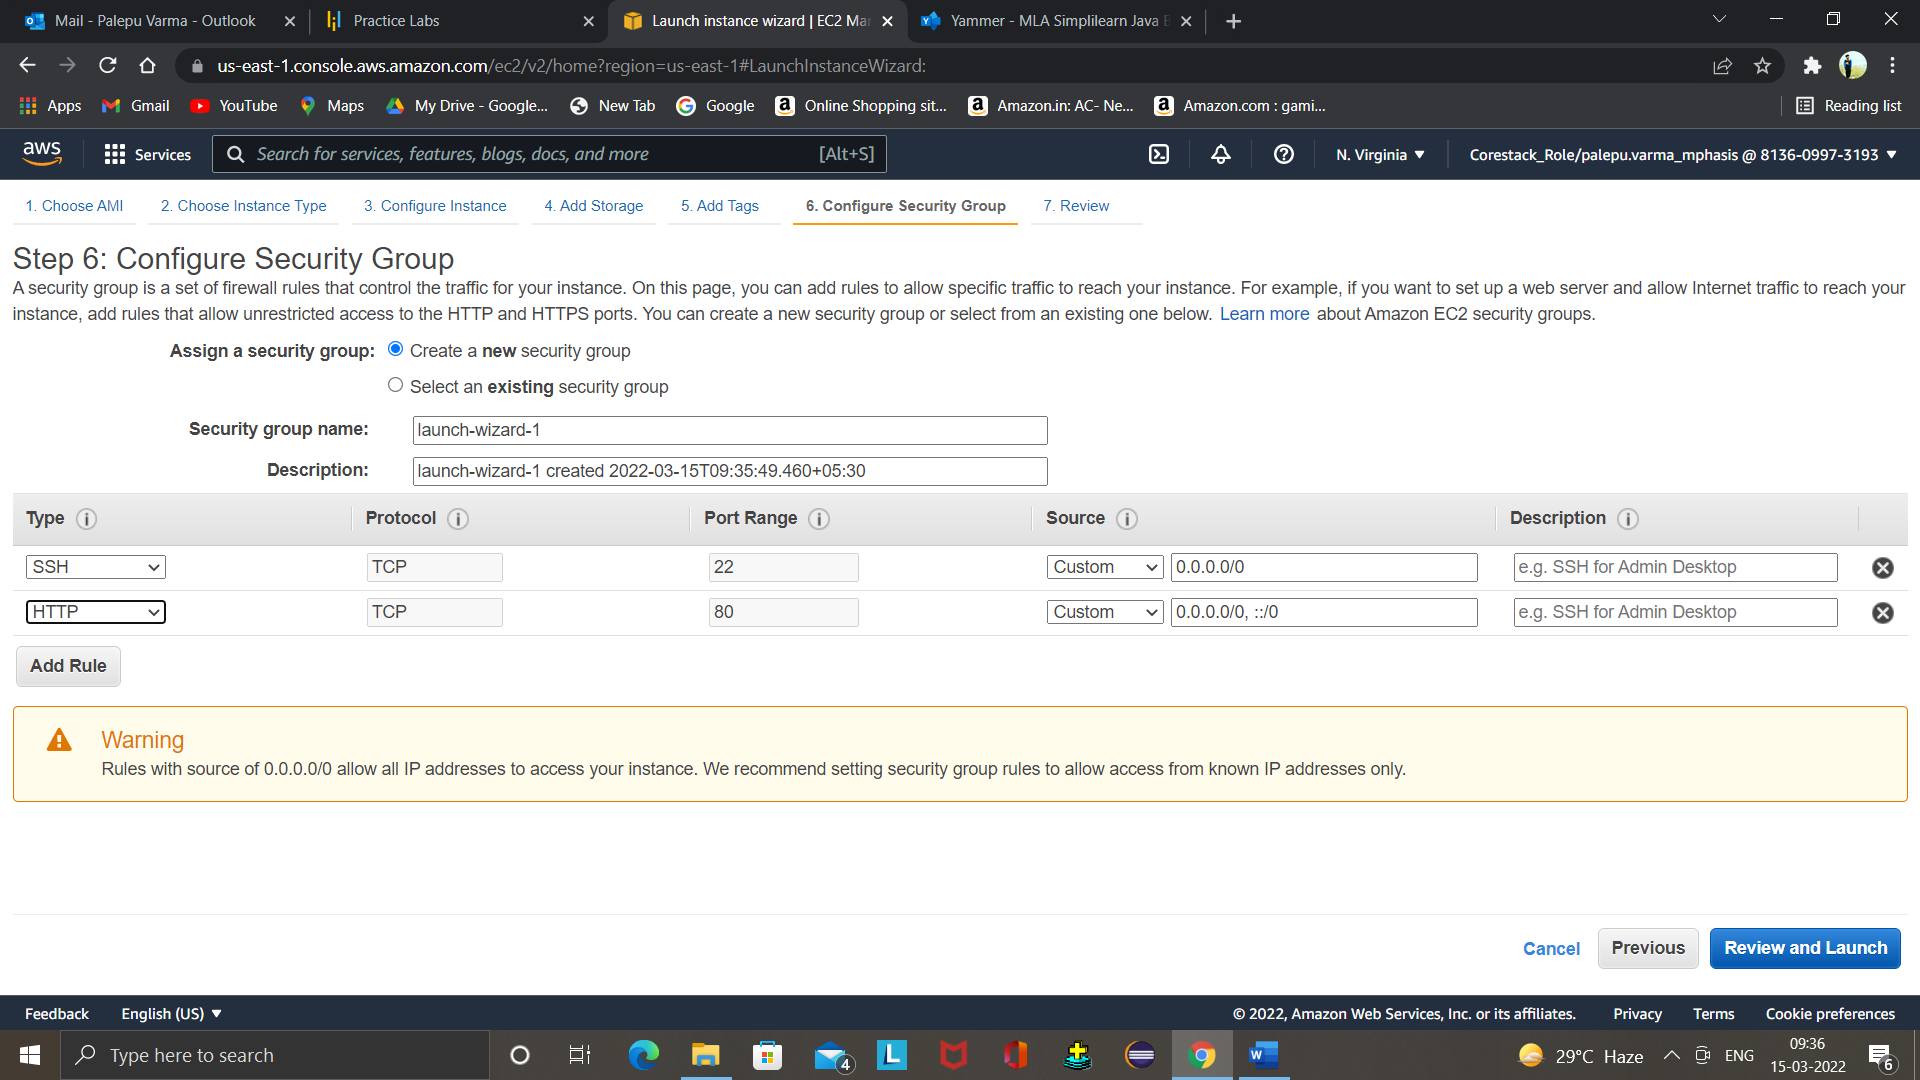 Mail - Palepu Varma - Outlook
Practice Labs
Launch instance wizard | EC2 Ma
Yammer - MLA Simplilearn Java
us-east-1.console.aws.amazon.com/ec2/v2/home?region=us-east-1#LaunchInstanceWizard:
Apps
Gmail
YouTube
Maps
My Drive - Google...
New Tab
Google
Online Shopping sit...
Amazon.in: AC- Ne...
Amazon.com : gami...
Reading list
aws
Services
Search for services, features, blogs, docs, and more
[Alt+S]
N. Virginia
Corestack_Role/palepu.varma_mphasis @ 8136-0997-3193
1. Choose AMI
2. Choose Instance Type
3. Configure Instance
4. Add Storage
5. Add Tags
6. Configure Security Group
7. Review
Step 6: Configure Security Group
A security group is a set of firewall rules that control the traffic for your instance. On this page, you can add rules to allow specific traffic to reach your instance. For example, if you want to set up a web server and allow Internet traffic to reach your
instance, add rules that allow unrestricted access to the HTTP and HTTPS ports. You can create a new security group or select from an existing one below. Learn more about Amazon EC2 security groups.
Assign a security group:
Create a new security group
Select an existing security group
Security group name:
launch-wizard-1
Description:
launch-wizard-1 created 2022-03-15T09:35:49.460+05:30
Type
Protocol
Port Range
Source
Description
SSH
TCP
22
Custom
0.0.0.0/0
e.g. SSH for Admin Desktop
HTTP
TCP
80
Custom
0.0.0.0/0, ::/0
e.g. SSH for Admin Desktop
Add Rule
Warning
Rules with source of 0.0.0.0/0 allow all IP addresses to access your instance. We recommend setting security group rules to allow access from known IP addresses only.
Cancel
Previous
Review and Launch
Feedback
English (US)
© 2022, Amazon Web Services, Inc. or its affiliates.
Privacy
Terms
Cookie preferences
Type here to search
4
L
W
29°C Haze
ENG
09:36
15-03-2022
6